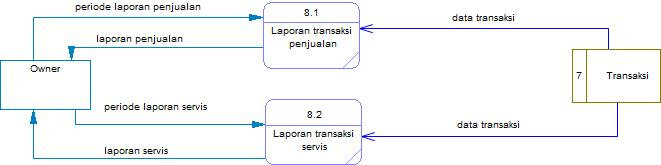 periode laporan penjualan
8.1
data transaksi
laporan penjualan
Laporan transaksi
penjualan
Owner
7
Transaksi
periode laporan servis
8.2
data transaksi
Laporan transaksi
servis
laporan servis